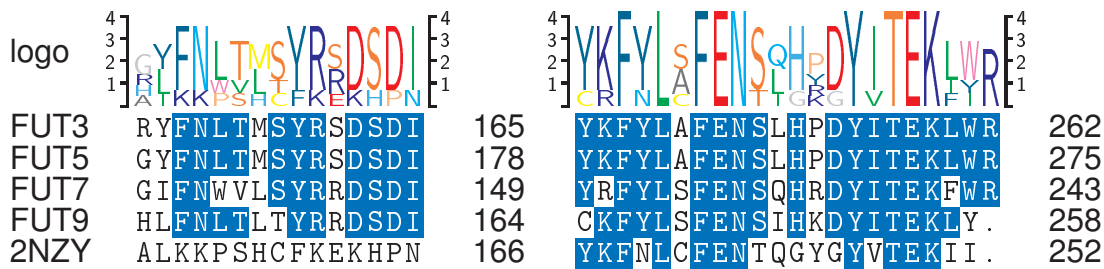 4 4 4 4
3 3 3 3
logo GYFNLTMSYRSDSDI YKFYLSFENSQHPDYITEKLWR
2 2 2 2
1 1 1 1
FUT3 RYFNLTMSYRSDSDI 165 YKFYLAFENSLHPDYITEKLWR 262
FUT5 GYFNLTMSYRSDSDI 178 YKFYLAFENSLHPDYITEKLWR 275
FUT7 GIFNWVLSYRRDSDI 149 YRFYLSFENSQHRDYITEKFWR 243
FUT9 HLFNLTLTYRRDSDI 164 CKFYLSFENSIHKDYITEKLY. 258
2NZY ALKKPSHCFKEKHPN 166 YKFNLCFENTQGYGYVTEKII. 252